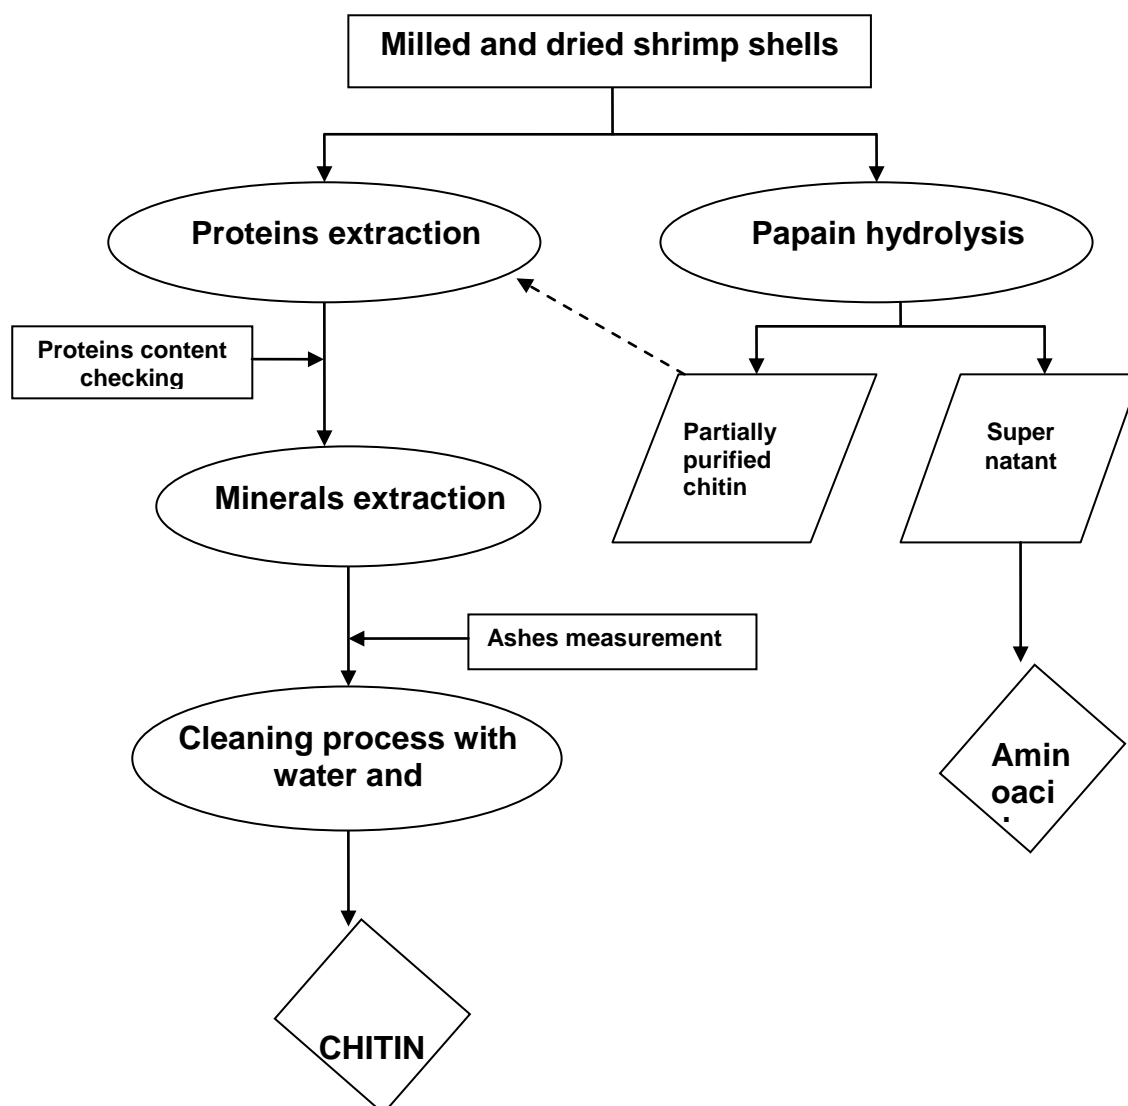 Milled and dried shrimp shells
Proteins extraction
Papain hydrolysis
Proteins content
checking
Partially
purified
chitin
Super
natant
Minerals extraction
Ashes measurement
Cleaning process with
water and
Amin
oaci
CHITIN